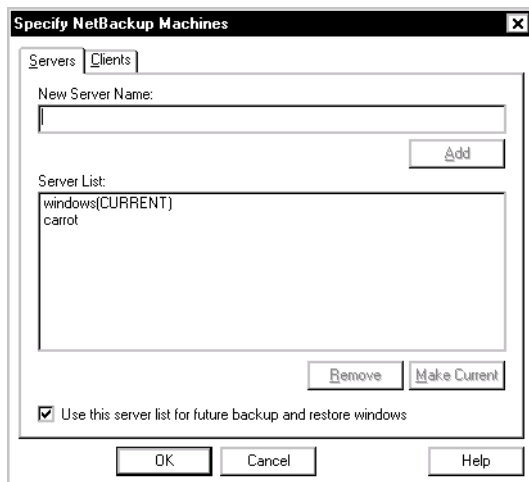 Specify NetBackup Machines
Servers Clients
New Server Name:
Add
Server List:
windows(CURRENT)
carrot
Remove Make Current
Use this server list for future backup and restore windows
OK Cancel Help